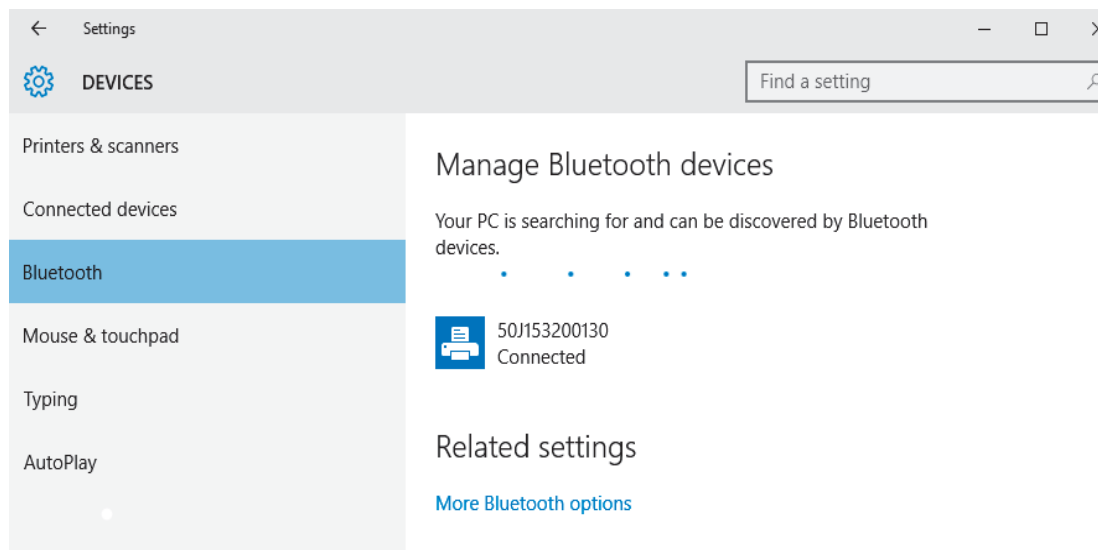 Settings
DEVICES
Find a setting
Printers & scanners
Connected devices
Bluetooth
Mouse & touchpad
Typing
AutoPlay
Manage Bluetooth devices
Your PC is searching for and can be discovered by Bluetooth
devices.
50J153200130
Connected
Related settings
More Bluetooth options